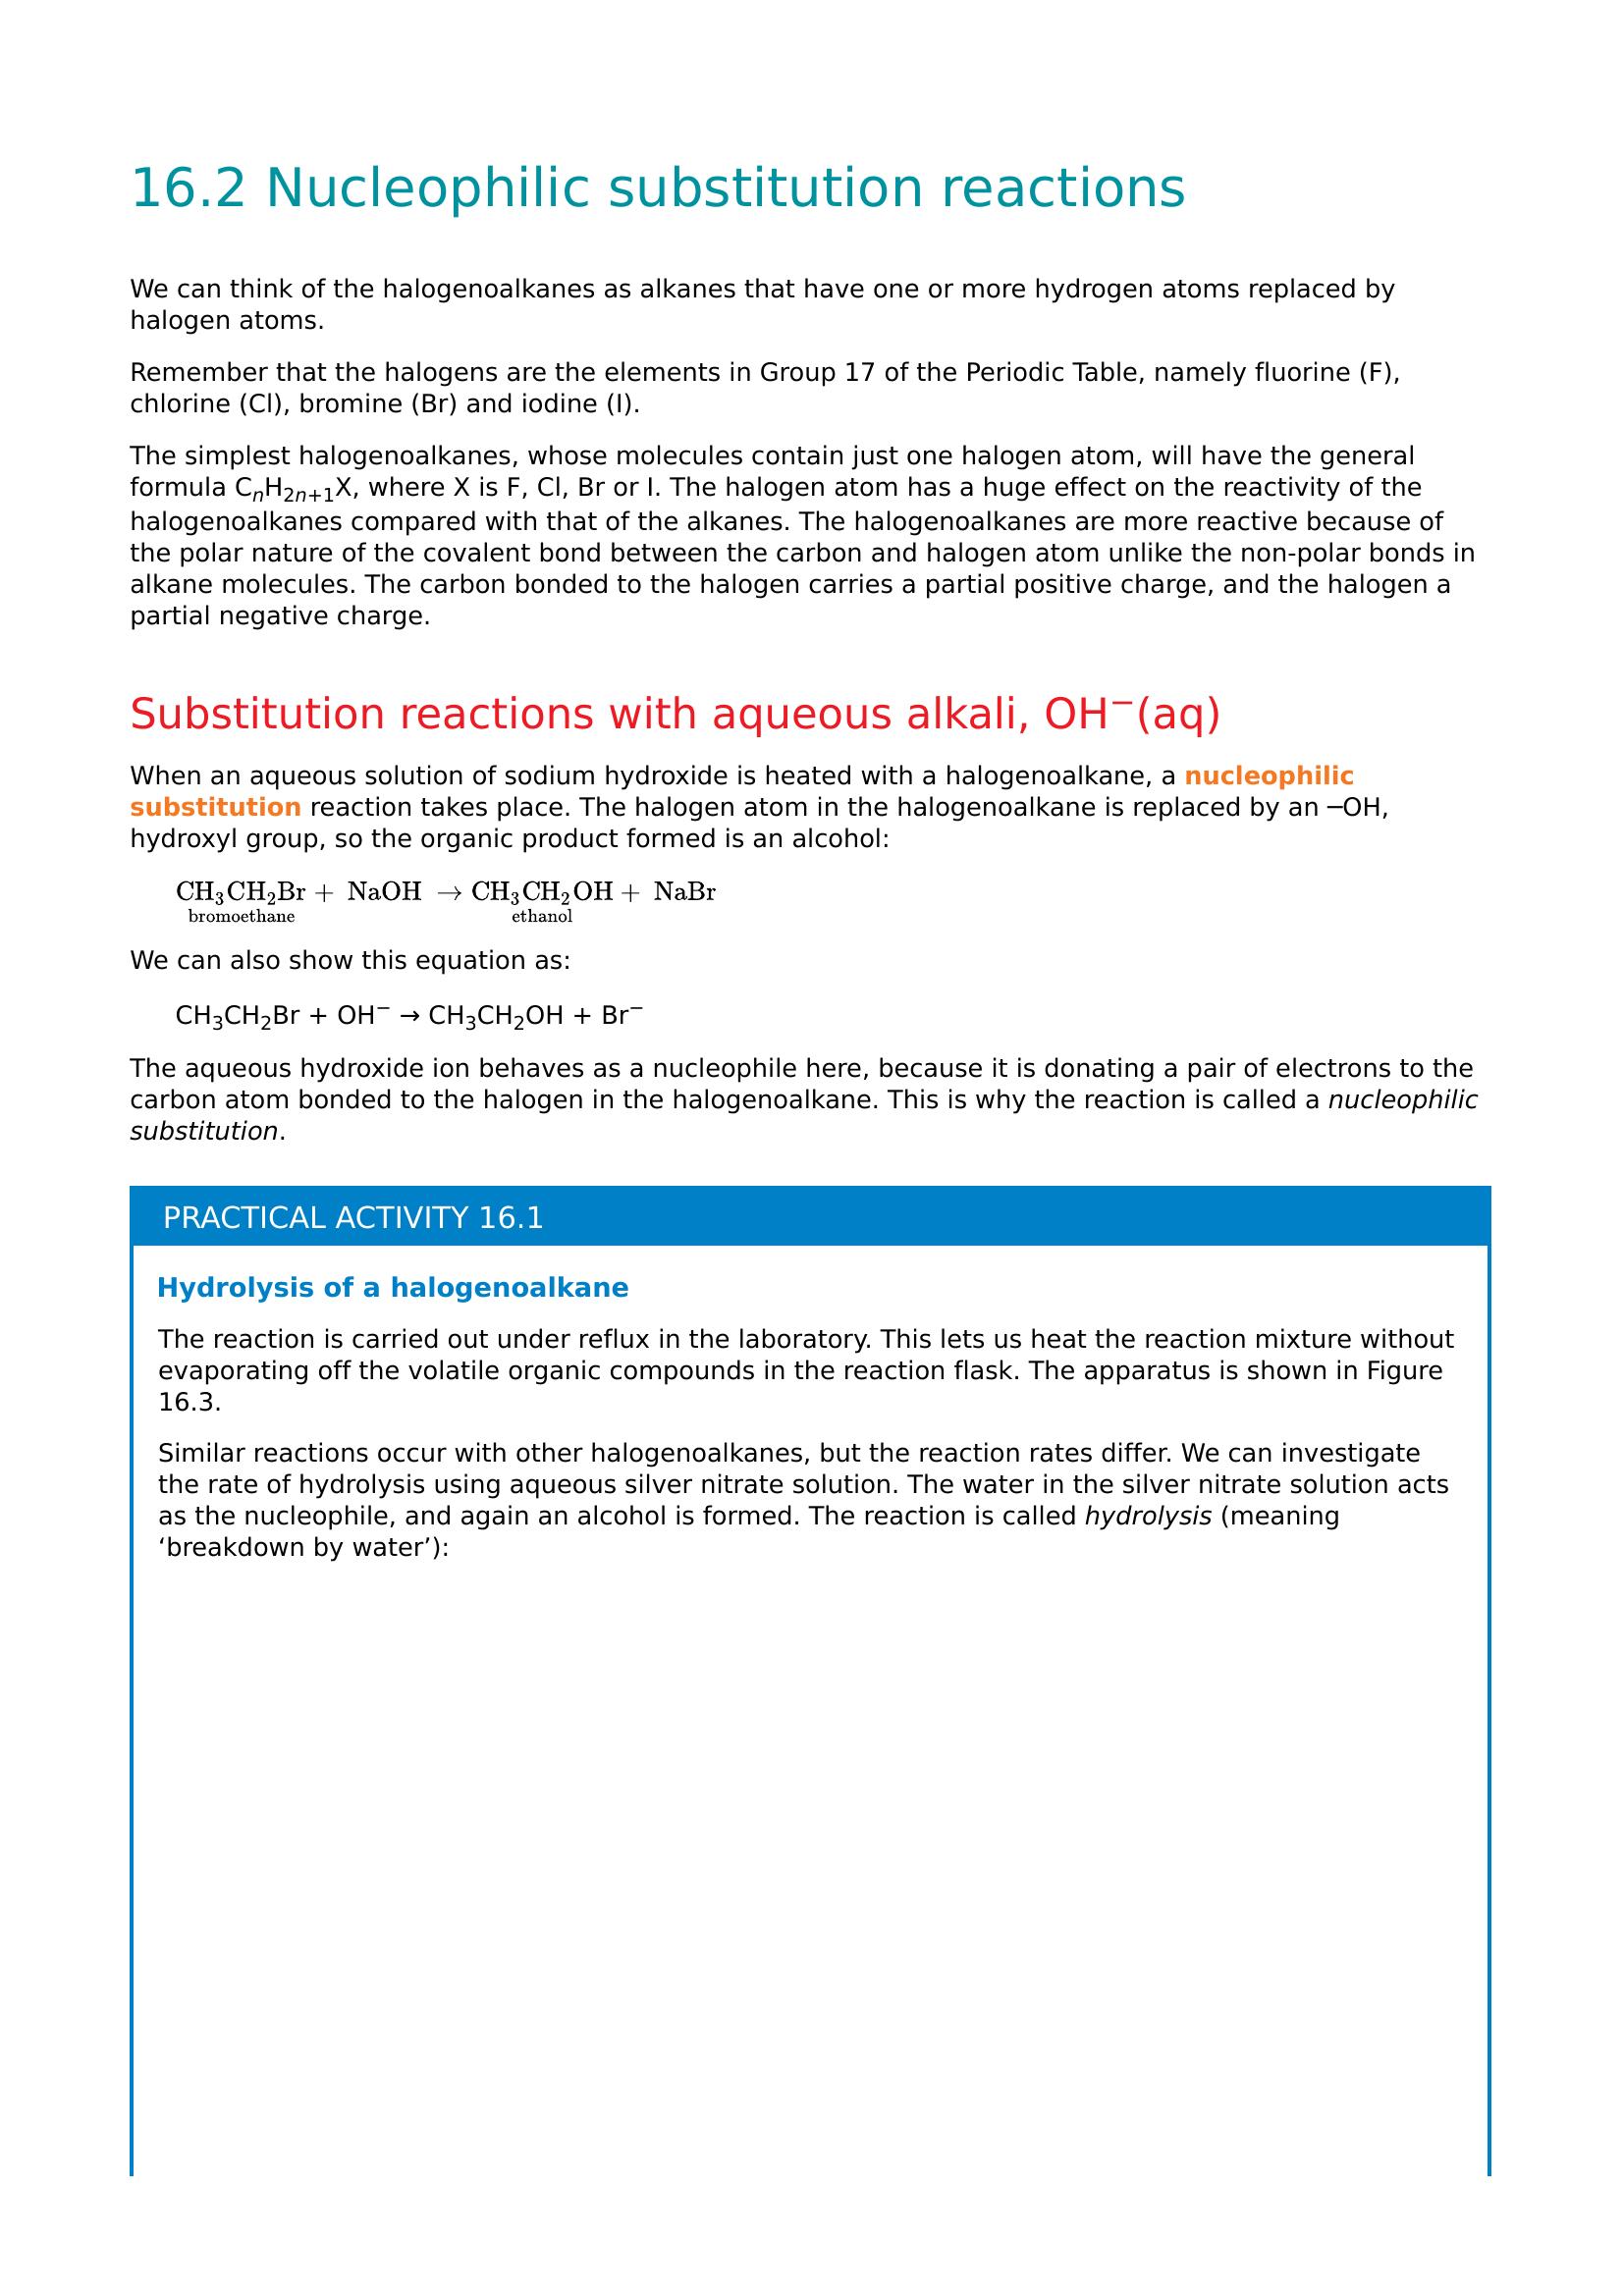 16.2 Nucleophilic substitution reactions
We can think of the halogenoalkanes as alkanes that have one or more hydrogen atoms replaced by
halogen atoms.
Remember that the halogens are the elements in Group 17 of the Periodic Table, namely fluorine (F),
chlorine (Cl), bromine (Br) and iodine (I).
The simplest halogenoalkanes, whose molecules contain just one halogen atom, will have the general
formula CₙH₂ₙ₊₁X, where X is F, Cl, Br or I. The halogen atom has a huge effect on the reactivity of the
halogenoalkanes compared with that of the alkanes. The halogenoalkanes are more reactive because of
the polar nature of the covalent bond between the carbon and halogen atom unlike the non-polar bonds in
alkane molecules. The carbon bonded to the halogen carries a partial positive charge, and the halogen a
partial negative charge.
Substitution reactions with aqueous alkali, OH⁻(aq)
When an aqueous solution of sodium hydroxide is heated with a halogenoalkane, a nucleophilic
substitution reaction takes place. The halogen atom in the halogenoalkane is replaced by an ─OH,
hydroxyl group, so the organic product formed is an alcohol:
CH₃CH₂Br + NaOH → CH₃CH₂OH + NaBr
bromoethane ethanol
We can also show this equation as:
CH₃CH₂Br + OH⁻ → CH₃CH₂OH + Br⁻
The aqueous hydroxide ion behaves as a nucleophile here, because it is donating a pair of electrons to the
carbon atom bonded to the halogen in the halogenoalkane. This is why the reaction is called a nucleophilic
substitution.
PRACTICAL ACTIVITY 16.1
Hydrolysis of a halogenoalkane
The reaction is carried out under reflux in the laboratory. This lets us heat the reaction mixture without
evaporating off the volatile organic compounds in the reaction flask. The apparatus is shown in Figure
16.3.
Similar reactions occur with other halogenoalkanes, but the reaction rates differ. We can investigate
the rate of hydrolysis using aqueous silver nitrate solution. The water in the silver nitrate solution acts
as the nucleophile, and again an alcohol is formed. The reaction is called hydrolysis (meaning
‘breakdown by water’):